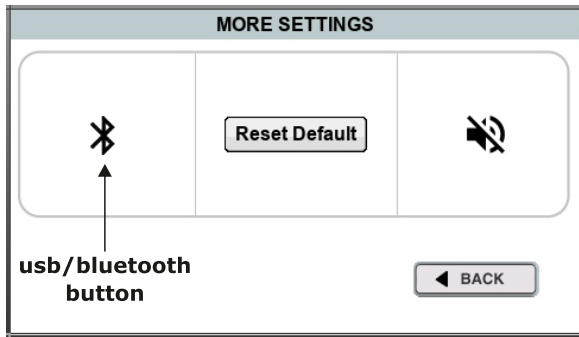 MORE SETTINGS
Reset Default
usb/bluetooth
button
BACK